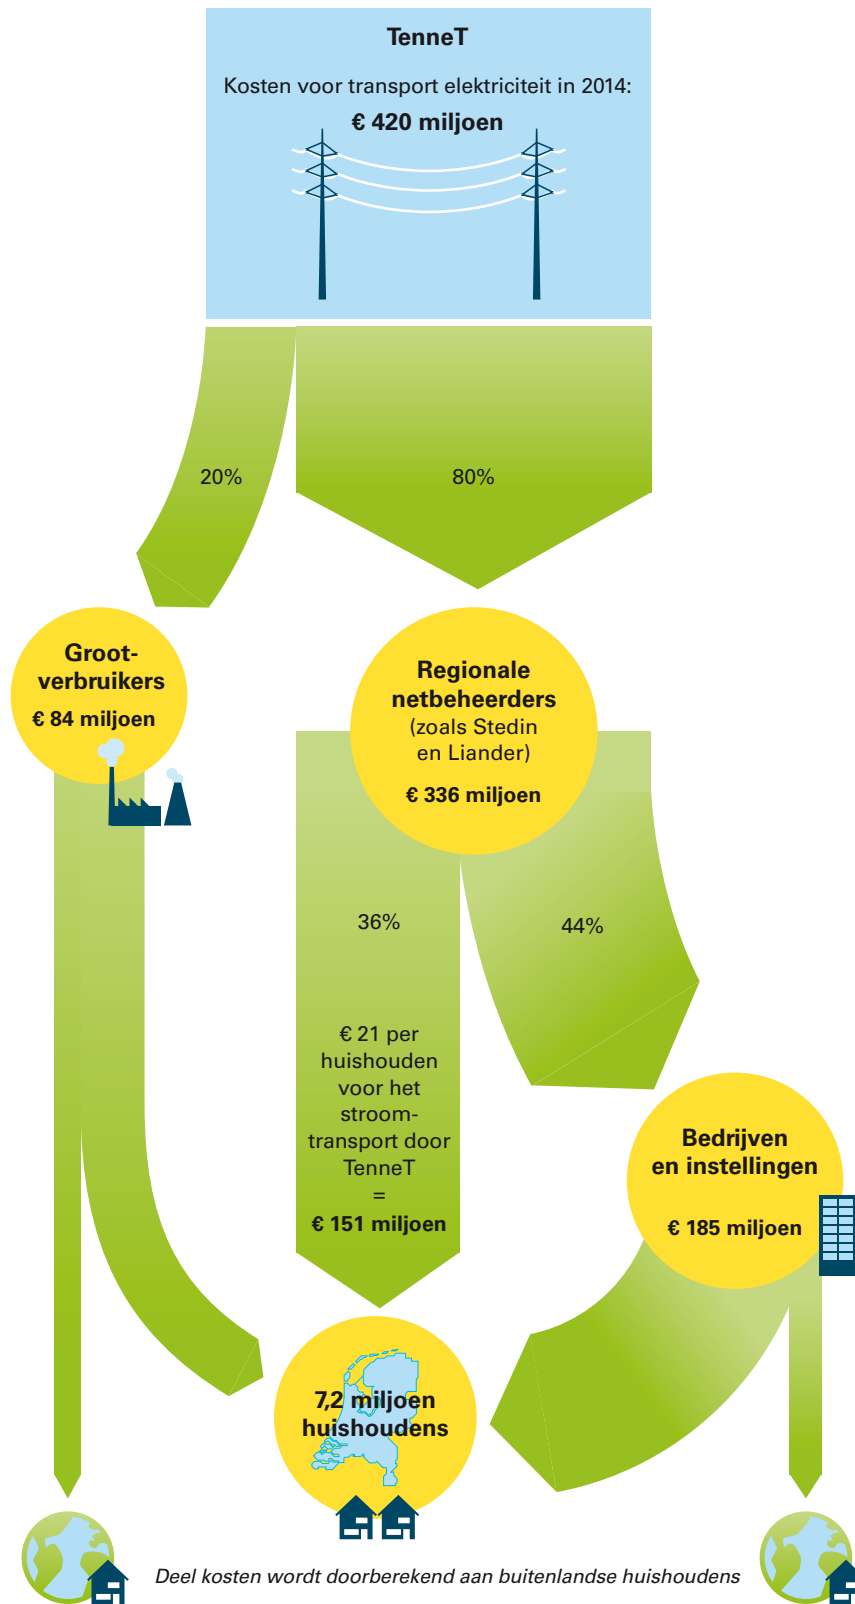 TenneT
Kosten voor transport elektriciteit in 2014:
€ 420 miljoen
20%
80%
Groot-
verbruikers
€ 84 miljoen
Regionale
netbeheerders
(zoals Stedin
en Liander)
€ 336 miljoen
36%
44%
€ 21 per
huishouden
voor het
stroom-
transport door
TenneT
=
€ 151 miljoen
Bedrijven
en instellingen
€ 185 miljoen
7,2 miljoen
huishoudens
Deel kosten wordt doorberekend aan buitenlandse huishoudens